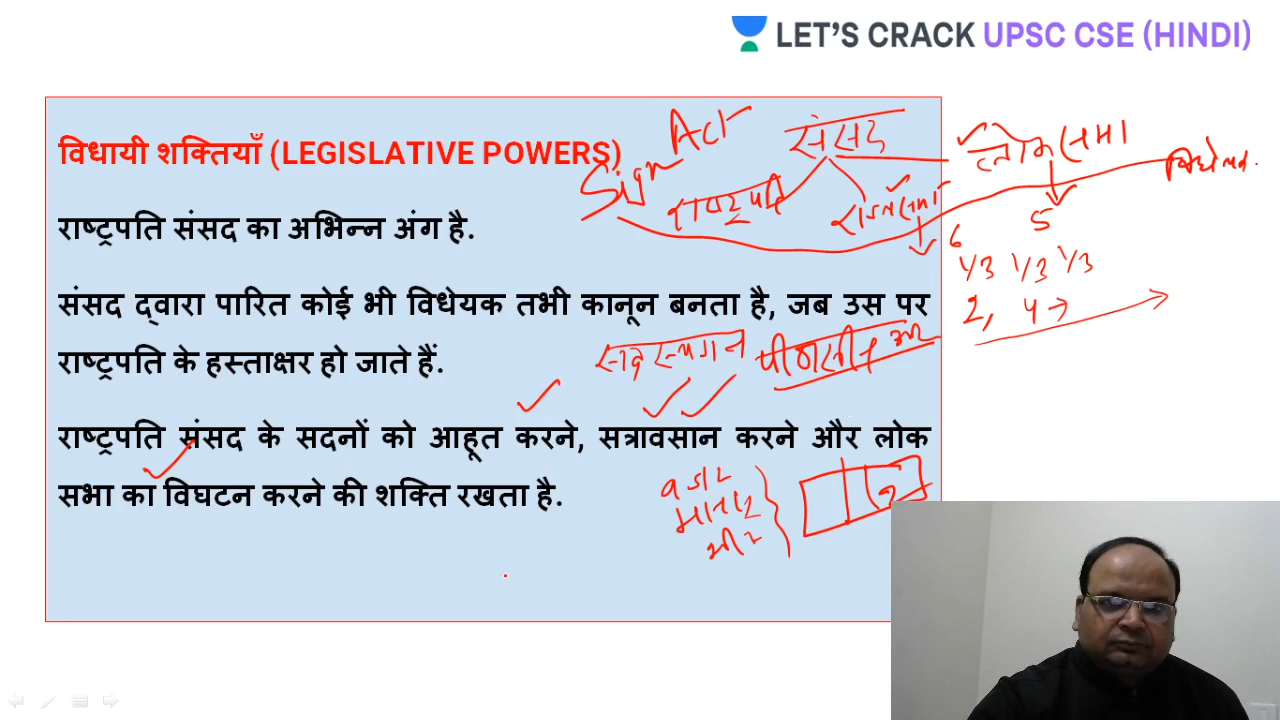 LET'S CRACK UPSC CSE (HINDI)
विधायी शक्तियाँ (LEGISLATIVE POWERS)
Act
Sign
संसद
लोकसभा
राष्ट्रपति
राज्यसभा
विधेयक
5
राष्ट्रपति संसद का अभिन्न अंग है.
6
1/3 1/3 1/3
2, 4 →
संसद द्वारा पारित कोई भी विधेयक तभी कानून बनता है, जब उस पर
राष्ट्रपति के हस्ताक्षर हो जाते हैं.
राष्ट्रपति संसद के सदनों को आहूत करने, सत्रावसान करने और लोक
सभा का विघटन करने की शक्ति रखता है.
बजट